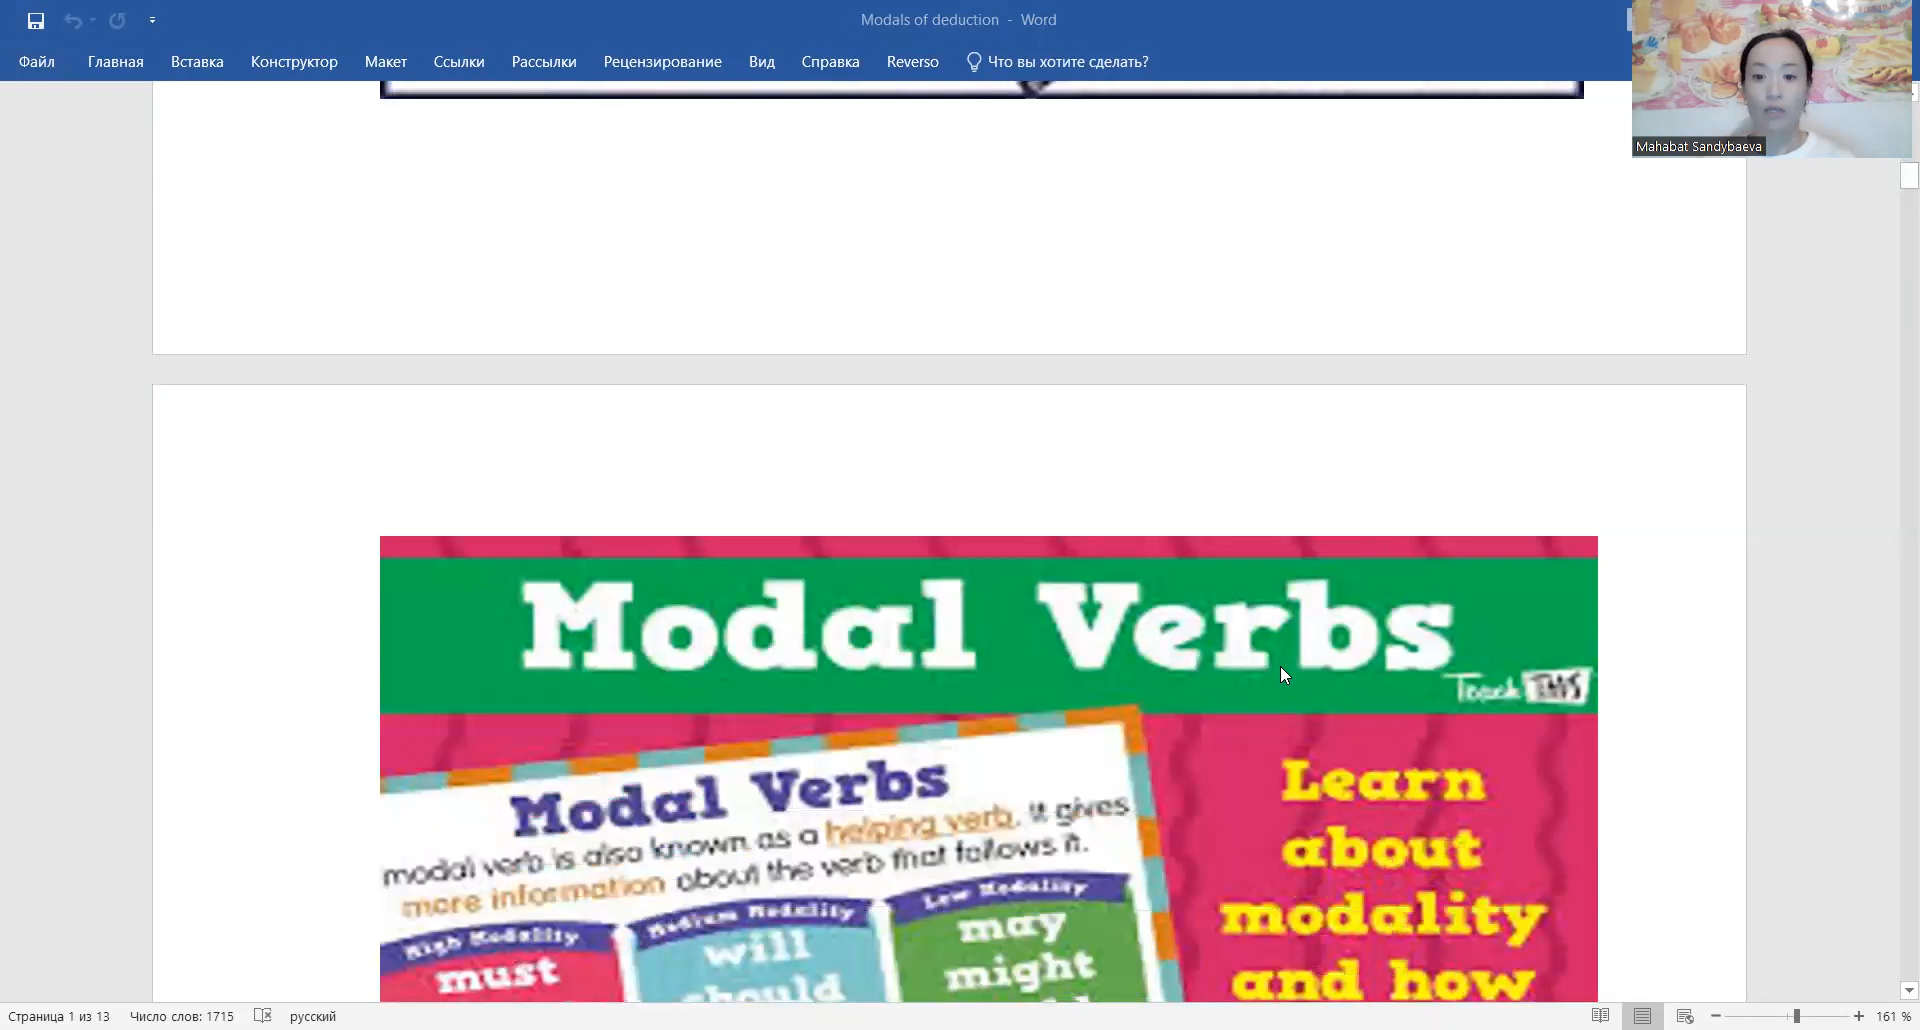 Modals of deduction - Word
Файл Главная Вставка Конструктор Макет Ссылки Рассылки Рецензирование Вид Справка Reverso Что вы хотите сделать?
Mahabat Sandybaeva
Modal Verbs
Teach THIS
Modal Verbs
modal verb is also known as a helping verb. It gives
more information about the verb that follows it.
High Modality Medium Modality Low Modality
must will may
should might
Learn
about
modality
and how
Страница 1 из 13 Число слов: 1715 русский 161 %